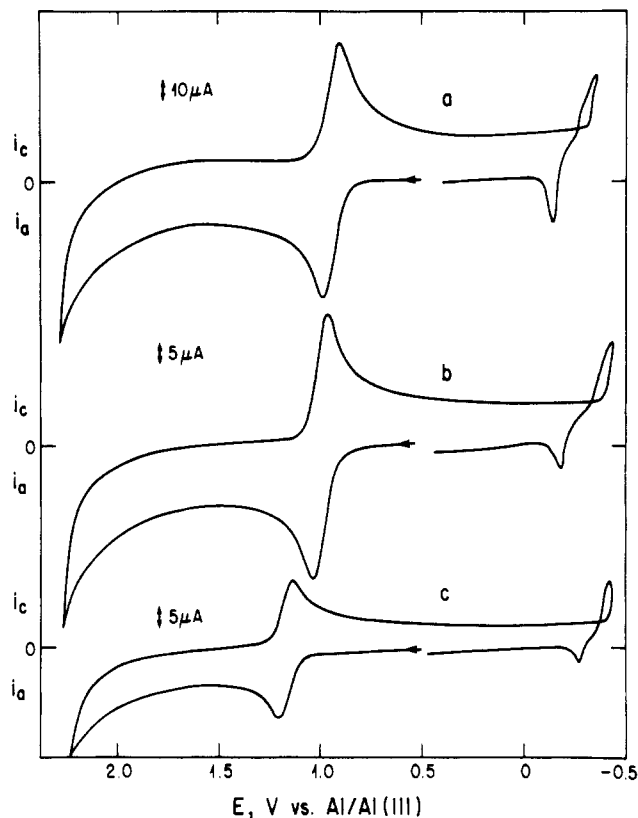 10 μA
a
i_c
0
i_a
5 μA
b
i_c
0
i_a
5 μA
c
i_c
0
i_a
2.0 1.5 1.0 0.5 0 -0.5
E, V vs. Al/Al(III)